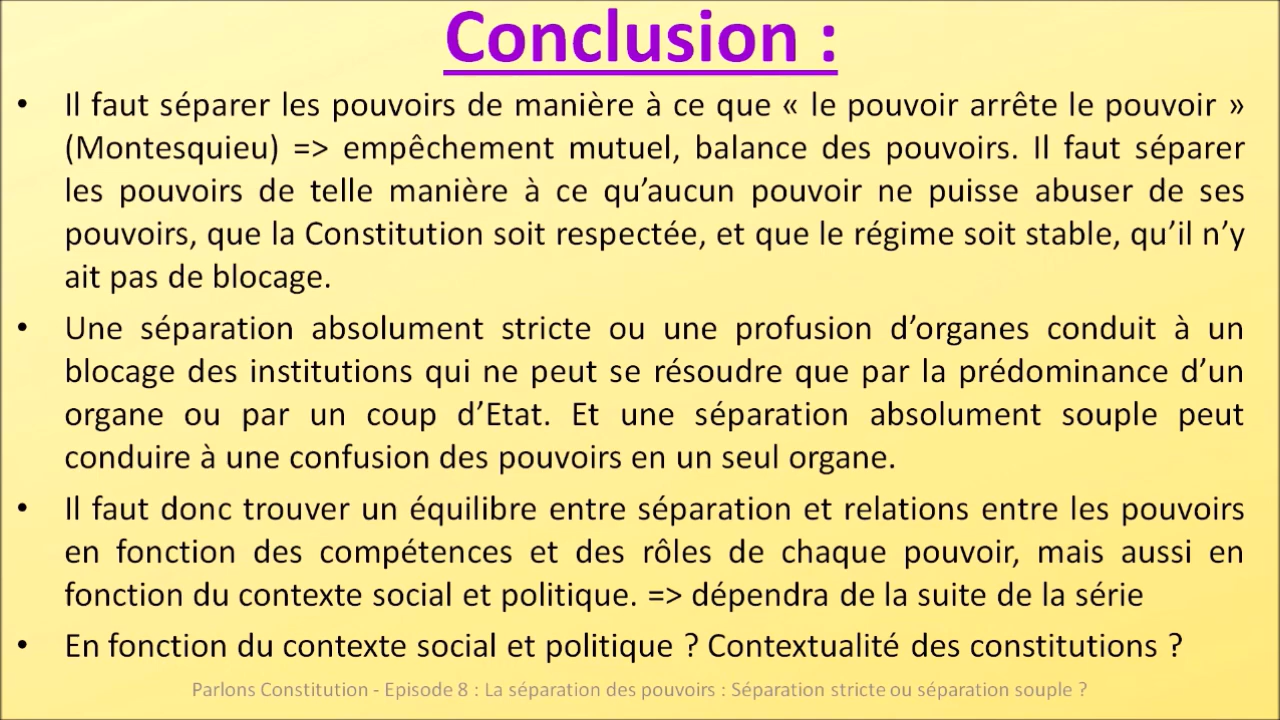 Conclusion :
• Il faut séparer les pouvoirs de manière à ce que « le pouvoir arrête le pouvoir »
(Montesquieu) => empêchement mutuel, balance des pouvoirs. Il faut séparer
les pouvoirs de telle manière à ce qu’aucun pouvoir ne puisse abuser de ses
pouvoirs, que la Constitution soit respectée, et que le régime soit stable, qu’il n’y
ait pas de blocage.
• Une séparation absolument stricte ou une profusion d’organes conduit à un
blocage des institutions qui ne peut se résoudre que par la prédominance d’un
organe ou par un coup d’Etat. Et une séparation absolument souple peut
conduire à une confusion des pouvoirs en un seul organe.
• Il faut donc trouver un équilibre entre séparation et relations entre les pouvoirs
en fonction des compétences et des rôles de chaque pouvoir, mais aussi en
fonction du contexte social et politique. => dépendra de la suite de la série
• En fonction du contexte social et politique ? Contextualité des constitutions ?
Parlons Constitution - Episode 8 : La séparation des pouvoirs : Séparation stricte ou séparation souple ?